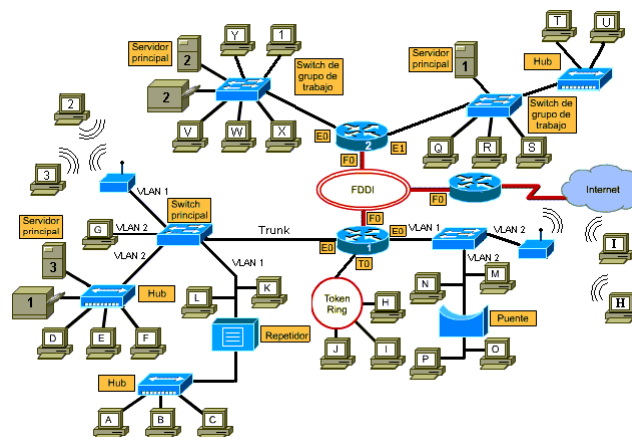 Y
1
T
U
Servidor
principal
2
Switch de
grupo de
trabajo
Servidor
principal
1
Hub
2
V
W
X
Switch de
grupo de
trabajo
Q
R
S
2
E0
2
E1
F0
3
VLAN 1
FDDI
F0
Internet
Servidor
principal
Switch
principal
G
VLAN 2
Trunk
F0
VLAN 1
VLAN 2
I
3
VLAN 2
E0
1
E0
T0
VLAN 1
VLAN 2
H
1
Hub
L
K
Token
Ring
H
N
M
D
E
F
Repetidor
J
I
Puente
P
O
Hub
A
B
C